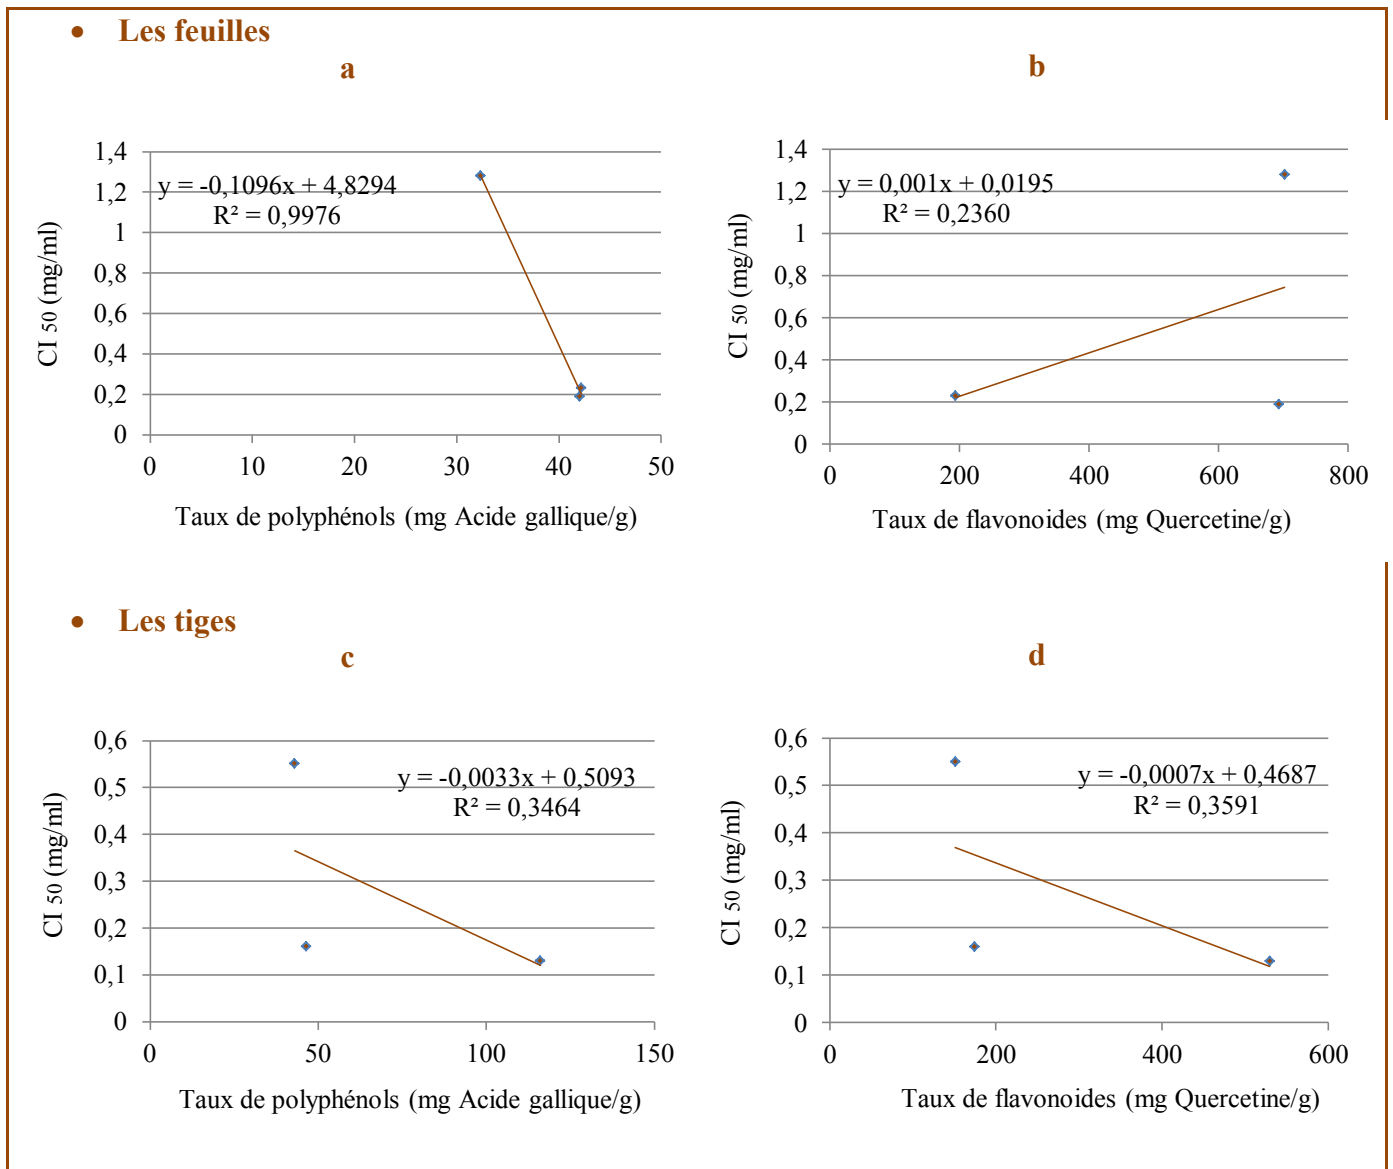 • Les feuilles
a
1,4
1,2
1
0,8
0,6
0,4
0,2
0
y = -0,1096x + 4,8294
R² = 0,9976
CI 50 (mg/ml)
0 10 20 30 40 50
Taux de polyphénols (mg Acide gallique/g)
b
1,4
1,2
1
0,8
0,6
0,4
0,2
0
y = 0,001x + 0,0195
R² = 0,2360
CI 50 (mg/ml)
0 200 400 600 800
Taux de flavonoides (mg Quercetine/g)
• Les tiges
c
0,6
0,5
0,4
0,3
0,2
0,1
0
y = -0,0033x + 0,5093
R² = 0,3464
CI 50 (mg/ml)
0 50 100 150
Taux de polyphénols (mg Acide gallique/g)
d
0,6
0,5
0,4
0,3
0,2
0,1
0
y = -0,0007x + 0,4687
R² = 0,3591
CI 50 (mg/ml)
0 200 400 600
Taux de flavonoides (mg Quercetine/g)